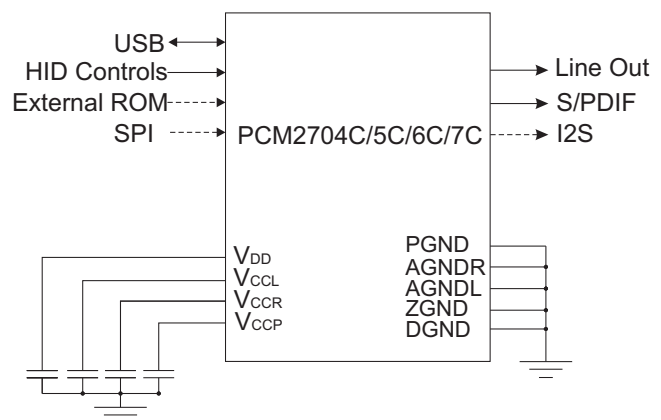 USB
HID Controls
External ROM
SPI
PCM2704C/5C/6C/7C
Line Out
S/PDIF
I2S
VDD
VCCL
VCCR
VCCP
PGND
AGNDR
AGNDL
ZGND
DGND